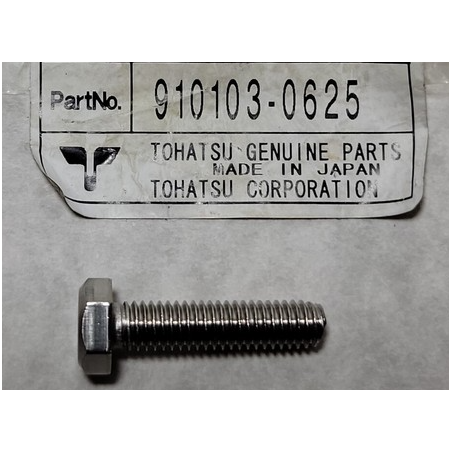 PartNo. 910103-0625
TOHATSU GENUINE PARTS
MADE IN JAPAN
TOHATSU CORPORATION